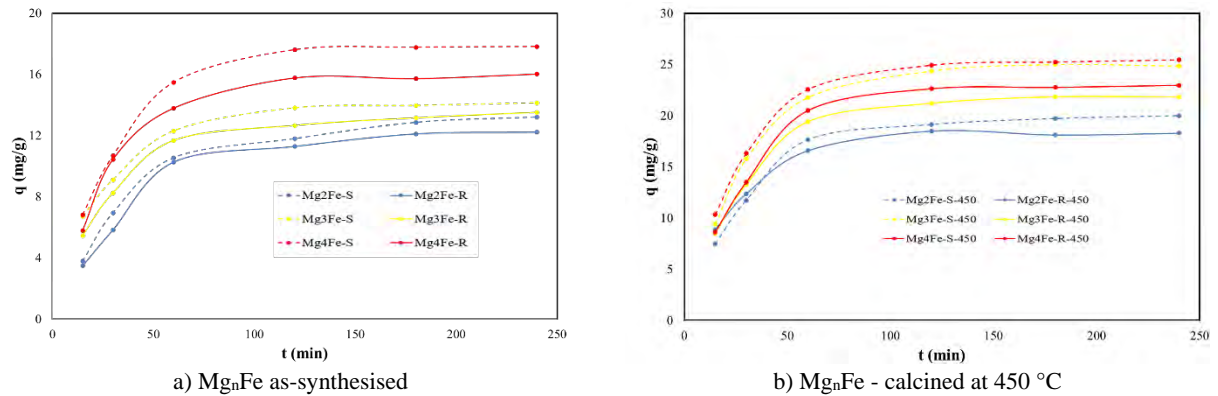 20
16
12
8
4
0
q (mg/g)
Mg2Fe-S
Mg2Fe-R
Mg3Fe-S
Mg3Fe-R
Mg4Fe-S
Mg4Fe-R
0
50
100
150
200
250
t (min)
a) MgnFe as-synthesised
30
25
20
15
10
5
0
q (mg/g)
Mg2Fe-S-450
Mg2Fe-R-450
Mg3Fe-S-450
Mg3Fe-R-450
Mg4Fe-S-450
Mg4Fe-R-450
0
50
100
150
200
250
t (min)
b) MgnFe - calcined at 450 °C